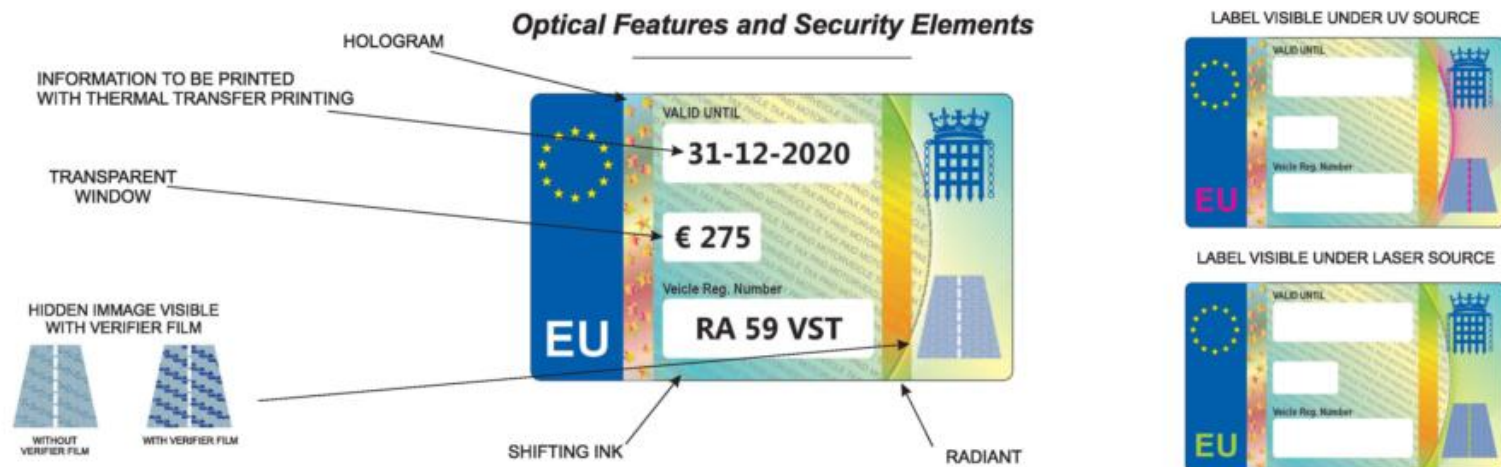 Optical Features and Security Elements
HOLOGRAM
INFORMATION TO BE PRINTED
WITH THERMAL TRANSFER PRINTING
TRANSPARENT
WINDOW
HIDDEN IMMAGE VISIBLE
WITH VERIFIER FILM
WITHOUT
VERIFIER FILM
WITH VERIFIER FILM
VALID UNTIL
31-12-2020
€ 275
Veicle Reg. Number
RA 59 VST
EU
SHIFTING INK
RADIANT
LABEL VISIBLE UNDER UV SOURCE
VALID UNTIL
Veicle Reg. Number
EU
LABEL VISIBLE UNDER LASER SOURCE
VALID UNTIL
Veicle Reg. Number
EU